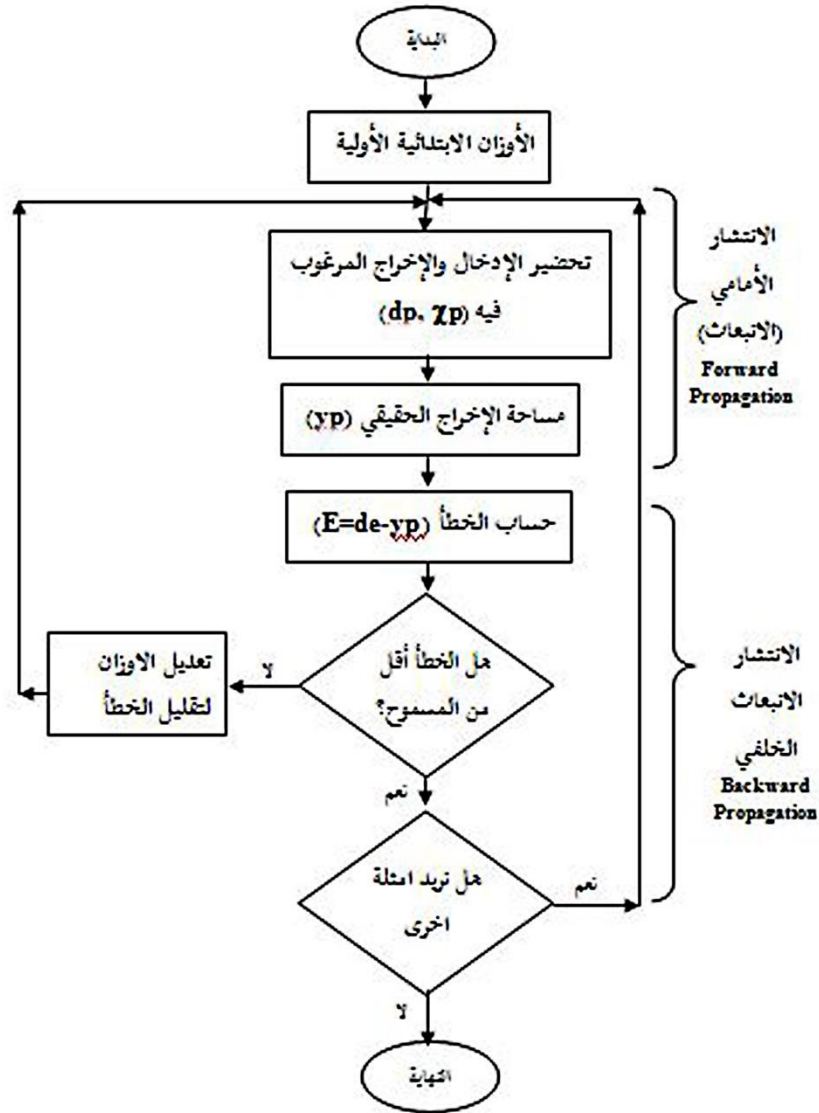 البداية
الأوزان الابتدائية الأولية
تحضير الإدخال والإخراج المرغوب
فيه (dp, χp)
مساحة الإخراج الحقيقي (yp)
حساب الخطأ (E=de-yp)
هل الخطأ أقل
من المسموح؟
لا
تعديل الاوزان
لتقليل الخطأ
نعم
هل تريد امثلة
اخرى
نعم
لا
النهاية
الانتشار
الأمامي
(الانبعاث)
Forward
Propagation
الانتشار
الانبعاث
الخلفي
Backward
Propagation